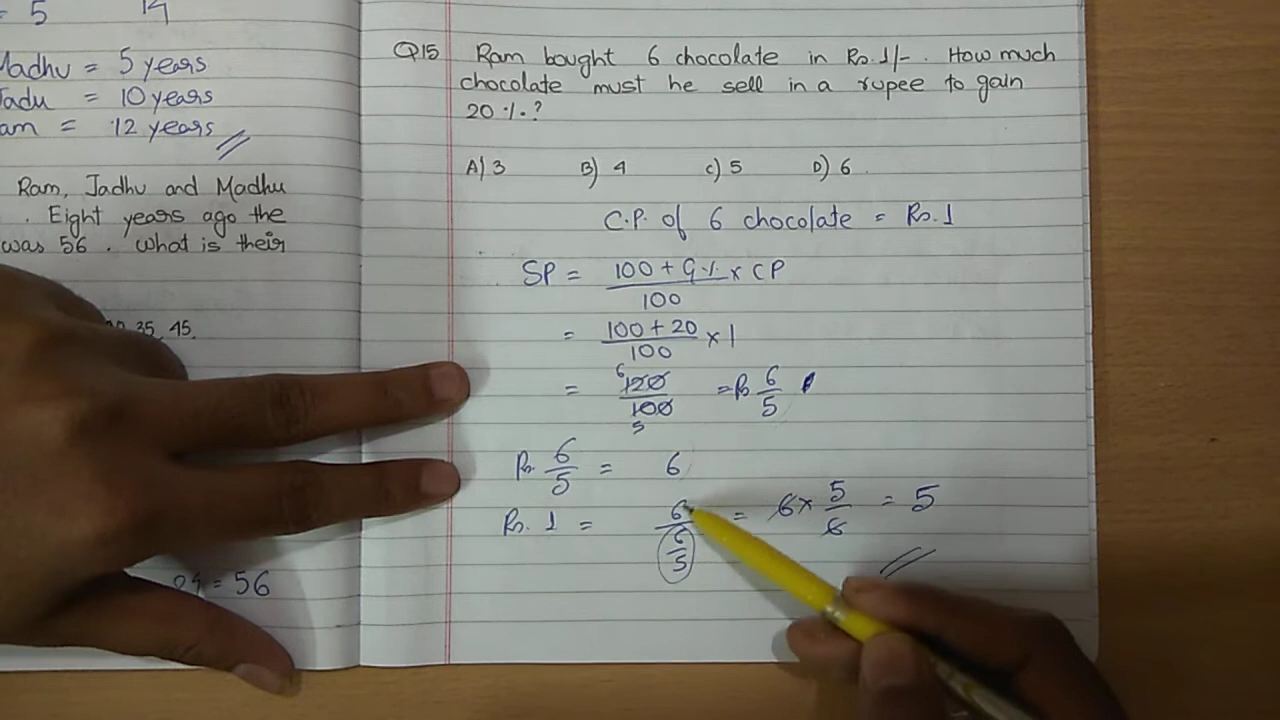 = 5
Madhu = 5 years
Jadu = 10 years
am = 12 years
Ram, Jadhu and Madhu
. Eight years ago the
was 56 . What is their
35, 45.
= 56
Q15 Ram bought 6 chocolate in Rs. 1/- . How much
chocolate must he sell in a rupee to gain
20 %. ?
A) 3 B) 4 C) 5 D) 6 .
C.P. of 6 chocolate = Rs. 1
SP = 100 + G% × CP
100
= 100 + 20 × 1
100
= 6 120 = Rs 6
100 5
5
Rs. 6/5 = 6
Rs. 1 = 6 = 6 × 5/6 = 5
6/5